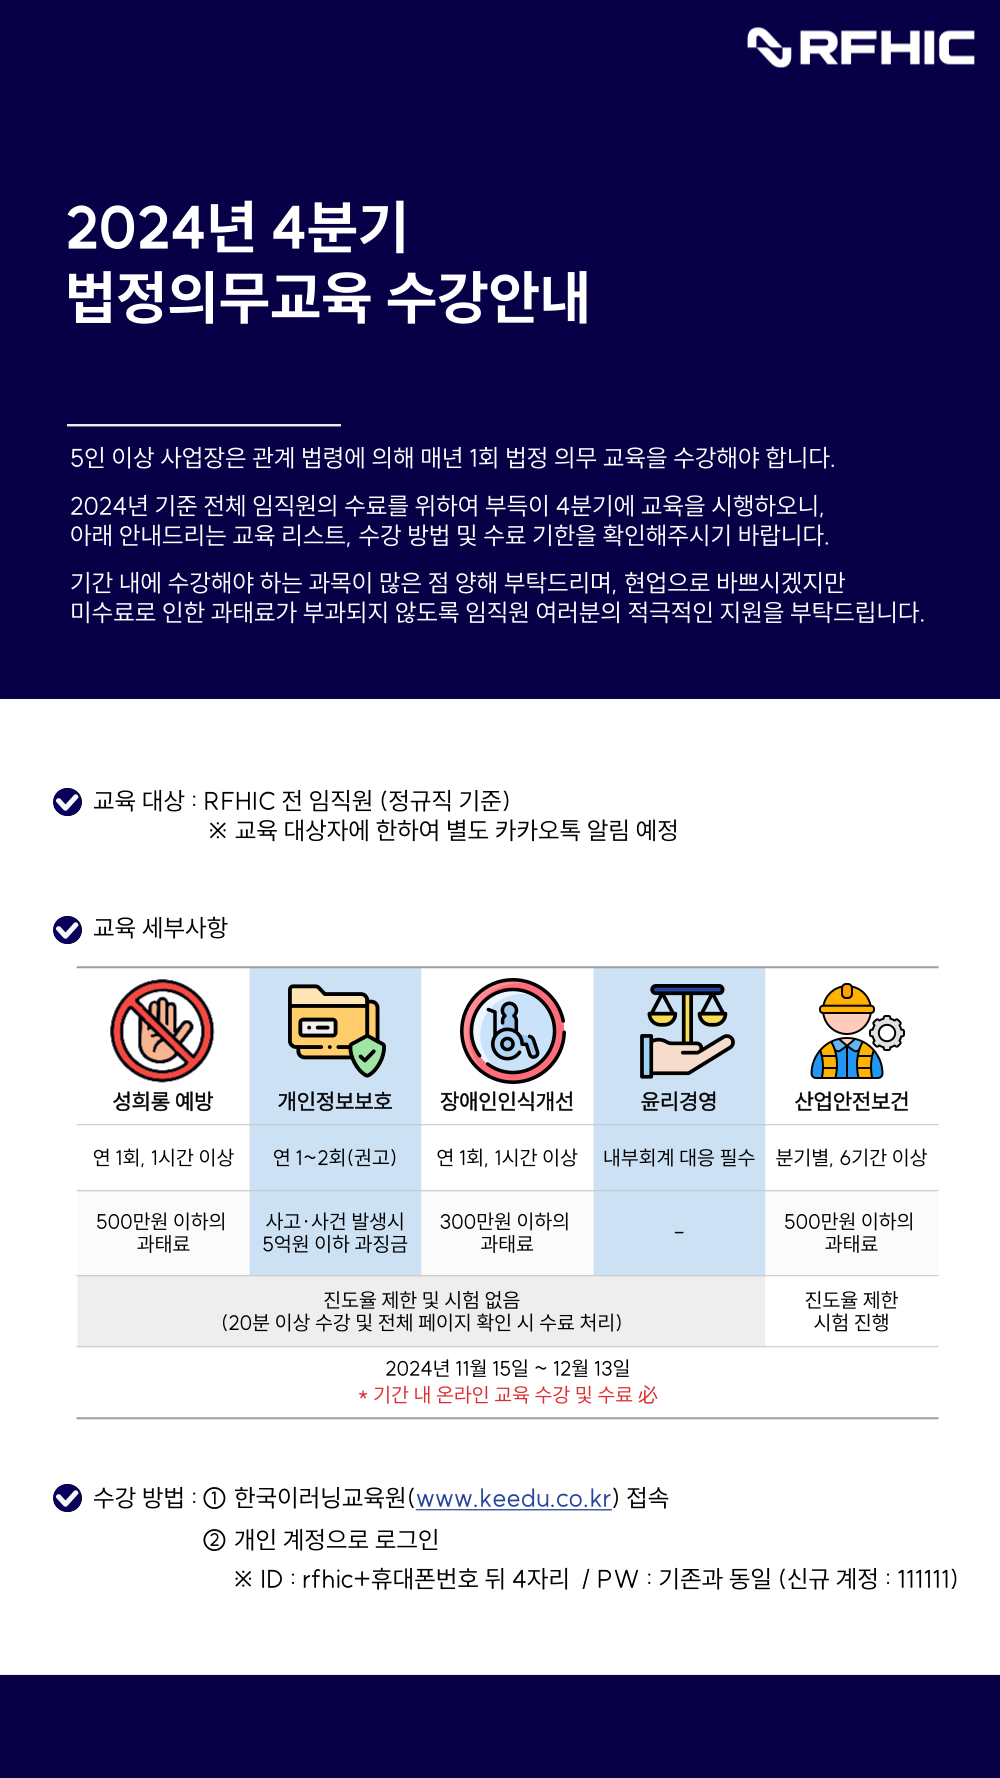 RFHIC
2024년 4분기
법정의무교육 수강안내
5인 이상 사업장은 관계 법령에 의해 매년 1회 법정 의무 교육을 수강해야 합니다.
2024년 기준 전체 임직원의 수료를 위하여 부득이 4분기에 교육을 시행하오니,
아래 안내드리는 교육 리스트, 수강 방법 및 수료 기한을 확인해주시기 바랍니다.
기간 내에 수강해야 하는 과목이 많은 점 양해 부탁드리며, 현업으로 바쁘시겠지만
미수료로 인한 과태료가 부과되지 않도록 임직원 여러분의 적극적인 지원을 부탁드립니다.
교육 대상 : RFHIC 전 임직원 (정규직 기준)
※ 교육 대상자에 한하여 별도 카카오톡 알림 예정
교육 세부사항
성희롱 예방 개인정보보호 장애인인식개선 윤리경영 산업안전보건
연 1회, 1시간 이상 연 1~2회(권고) 연 1회, 1시간 이상 내부회계 대응 필수 분기별, 6기간 이상
500만원 이하의 사고·사건 발생시 300만원 이하의 – 500만원 이하의
과태료 5억원 이하 과징금 과태료 과태료
진도율 제한 및 시험 없음 진도율 제한
(20분 이상 수강 및 전체 페이지 확인 시 수료 처리) 시험 진행
2024년 11월 15일 ~ 12월 13일
* 기간 내 온라인 교육 수강 및 수료 必
수강 방법 : ① 한국이러닝교육원(www.keedu.co.kr) 접속
② 개인 계정으로 로그인
※ ID : rfhic+휴대폰번호 뒤 4자리 / PW : 기존과 동일 (신규 계정 : 111111)